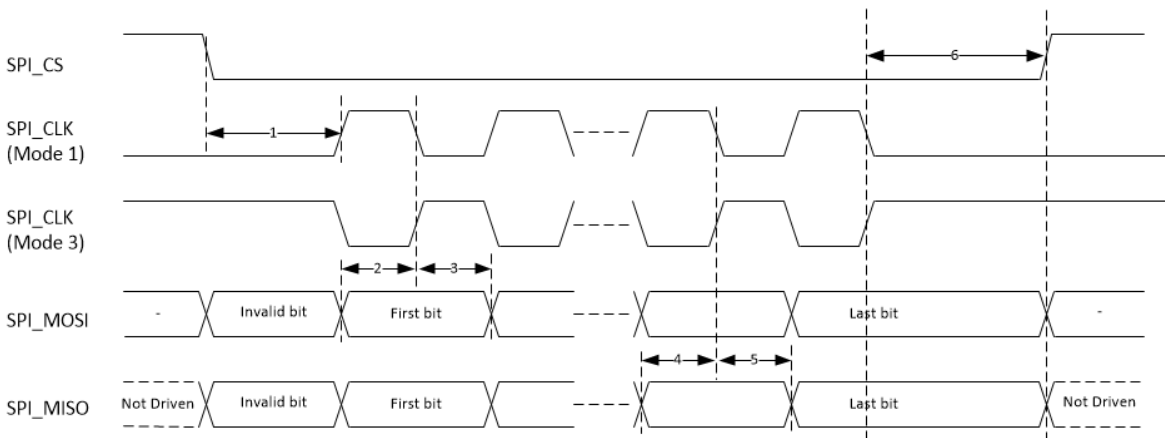 SPI_CS
6
SPI_CLK
(Mode 1)
1
SPI_CLK
(Mode 3)
2 3
SPI_MOSI - Invalid bit First bit Last bit -
4 5
SPI_MISO Not Driven Invalid bit First bit Last bit Not Driven